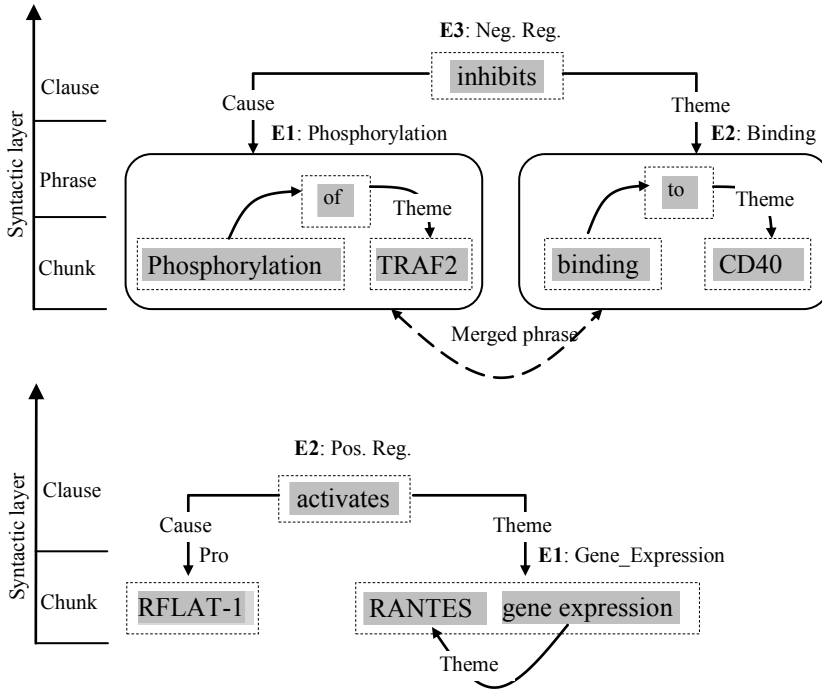 E3: Neg. Reg.
inhibits
Clause
Cause
Theme
E1: Phosphorylation
E2: Binding
Syntactic layer
Phrase
of
to
Theme
Theme
Chunk
Phosphorylation
TRAF2
binding
CD40
Merged phrase
E2: Pos. Reg.
Syntactic layer
Clause
activates
Cause
Theme
Pro
E1: Gene_Expression
Chunk
RFLAT-1
RANTES
gene expression
Theme